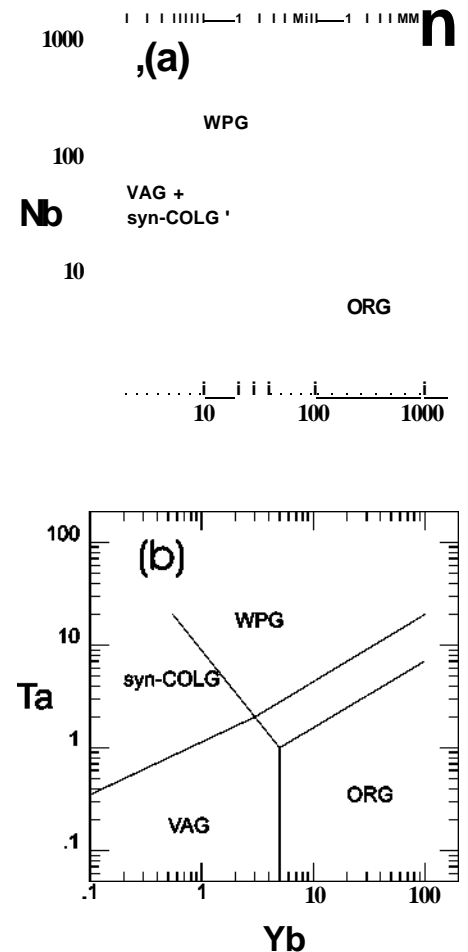 n
1000
,(a)
WPG
100
VAG +
Nb
syn-COLG '
10
ORG
10 100 1000
100
(b)
WPG
10
Ta
syn-COLG
1
ORG
VAG
.1
.1 1 10 100
Yb